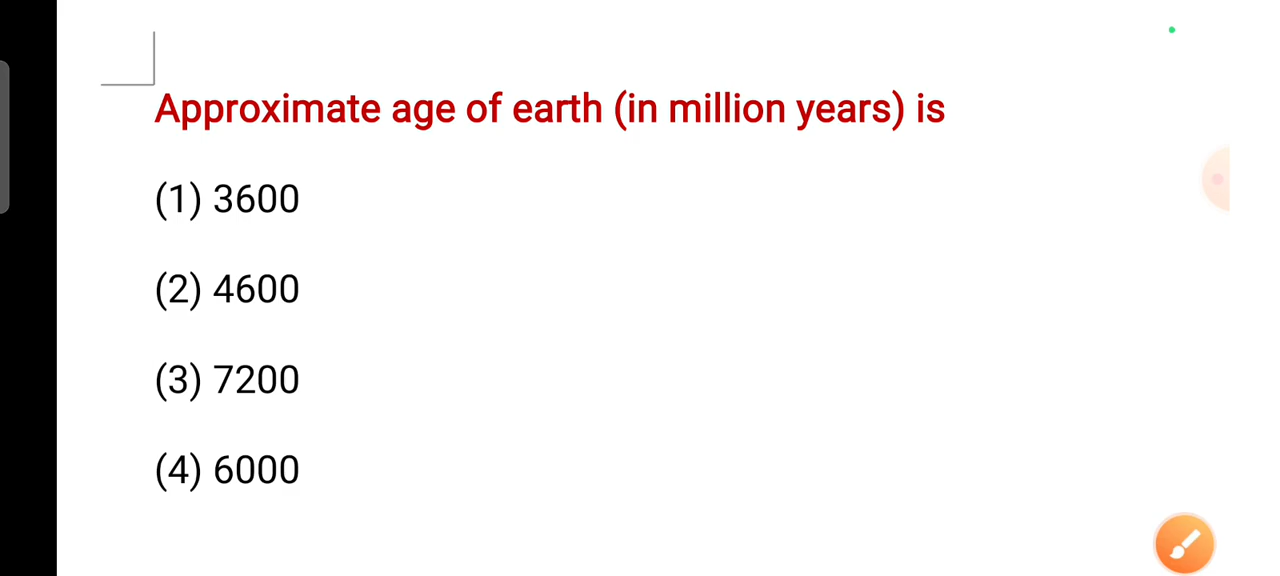 Approximate age of earth (in million years) is
(1) 3600
(2) 4600
(3) 7200
(4) 6000